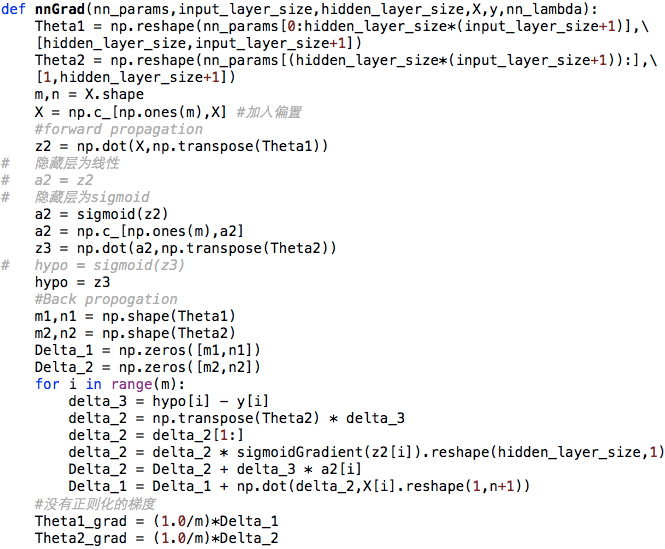 def nnGrad(nn_params,input_layer_size,hidden_layer_size,X,y,nn_lambda):
    Theta1 = np.reshape(nn_params[0:hidden_layer_size*(input_layer_size+1)],\
    [hidden_layer_size,input_layer_size+1])
    Theta2 = np.reshape(nn_params[(hidden_layer_size*(input_layer_size+1)):],\
    [1,hidden_layer_size+1])
    m,n = X.shape
    X = np.c_[np.ones(m),X] #加入偏置
    #forward propagation
    z2 = np.dot(X,np.transpose(Theta1))
#   隐藏层为线性
#   a2 = z2
#   隐藏层为sigmoid
    a2 = sigmoid(z2)
    a2 = np.c_[np.ones(m),a2]
    z3 = np.dot(a2,np.transpose(Theta2))
#   hypo = sigmoid(z3)
    hypo = z3
    #Back propogation
    m1,n1 = np.shape(Theta1)
    m2,n2 = np.shape(Theta2)
    Delta_1 = np.zeros([m1,n1])
    Delta_2 = np.zeros([m2,n2])
    for i in range(m):
        delta_3 = hypo[i] - y[i]
        delta_2 = np.transpose(Theta2) * delta_3
        delta_2 = delta_2[1:]
        delta_2 = delta_2 * sigmoidGradient(z2[i]).reshape(hidden_layer_size,1)
        Delta_2 = Delta_2 + delta_3 * a2[i]
        Delta_1 = Delta_1 + np.dot(delta_2,X[i].reshape(1,n+1))
    #没有正则化的梯度
    Theta1_grad = (1.0/m)*Delta_1
    Theta2_grad = (1.0/m)*Delta_2